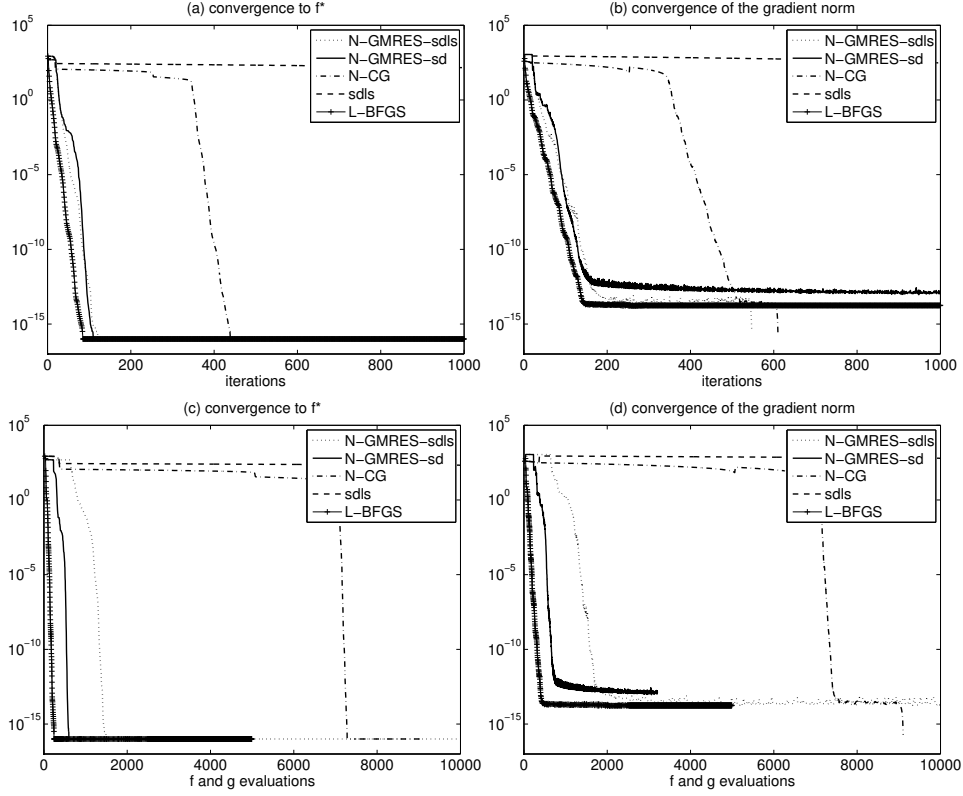 (a) convergence to f*
10^5
10^0
10^−5
10^−10
10^−15
0
200
400
600
800
1000
iterations
N−GMRES−sdls
N−GMRES−sd
N−CG
sdls
L−BFGS
(b) convergence of the gradient norm
10^5
10^0
10^−5
10^−10
10^−15
0
200
400
600
800
1000
iterations
N−GMRES−sdls
N−GMRES−sd
N−CG
sdls
L−BFGS
(c) convergence to f*
10^5
10^0
10^−5
10^−10
10^−15
0
2000
4000
6000
8000
10000
f and g evaluations
N−GMRES−sdls
N−GMRES−sd
N−CG
sdls
L−BFGS
(d) convergence of the gradient norm
10^5
10^0
10^−5
10^−10
10^−15
0
2000
4000
6000
8000
10000
f and g evaluations
N−GMRES−sdls
N−GMRES−sd
N−CG
sdls
L−BFGS